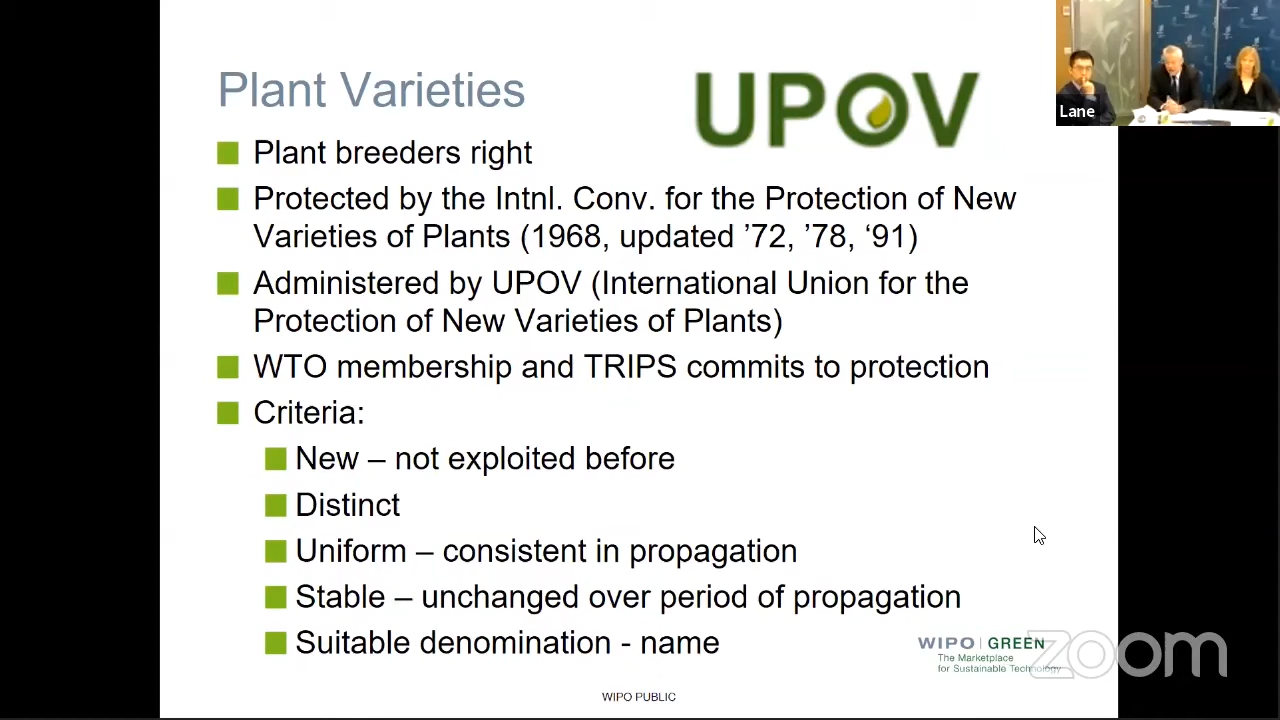 Plant Varieties
UPOV
Lane
Plant breeders right
Protected by the Intnl. Conv. for the Protection of New
Varieties of Plants (1968, updated ’72, ’78, ‘91)
Administered by UPOV (International Union for the
Protection of New Varieties of Plants)
WTO membership and TRIPS commits to protection
Criteria:
New – not exploited before
Distinct
Uniform – consistent in propagation
Stable – unchanged over period of propagation
Suitable denomination - name
WIPO | GREEN
The Marketplace
for Sustainable Technology
zoom
WIPO PUBLIC